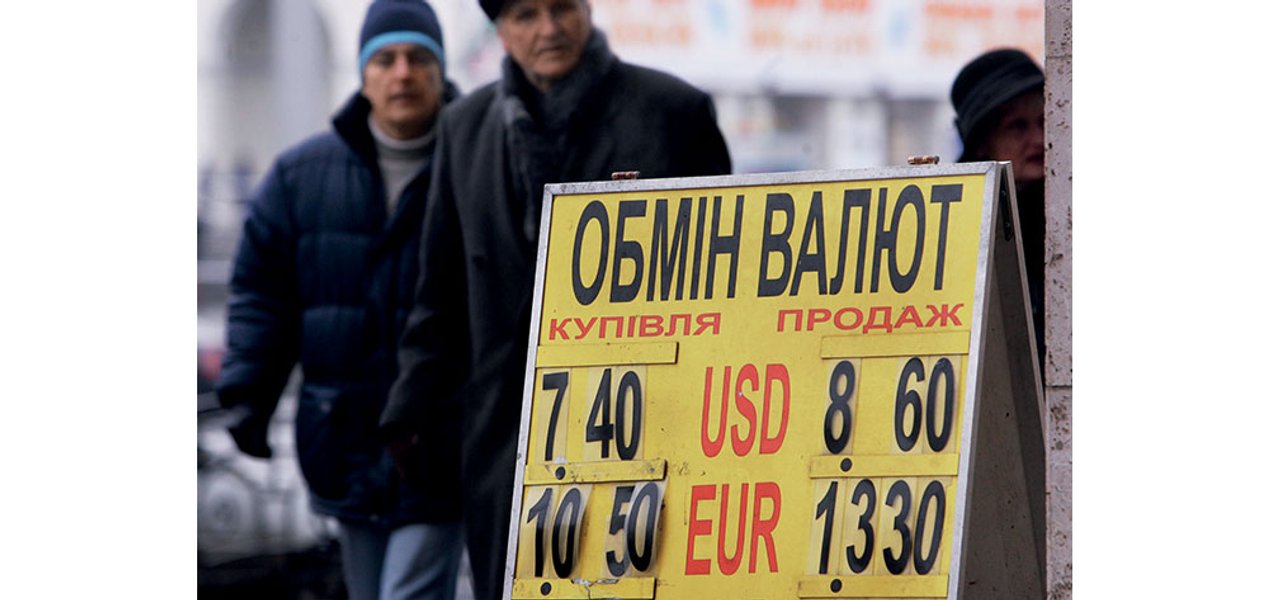 ОБМІН ВАЛЮТ
КУПІВЛЯ ПРОДАЖ
7.40 USD 8.60
10.50 EUR 13.30